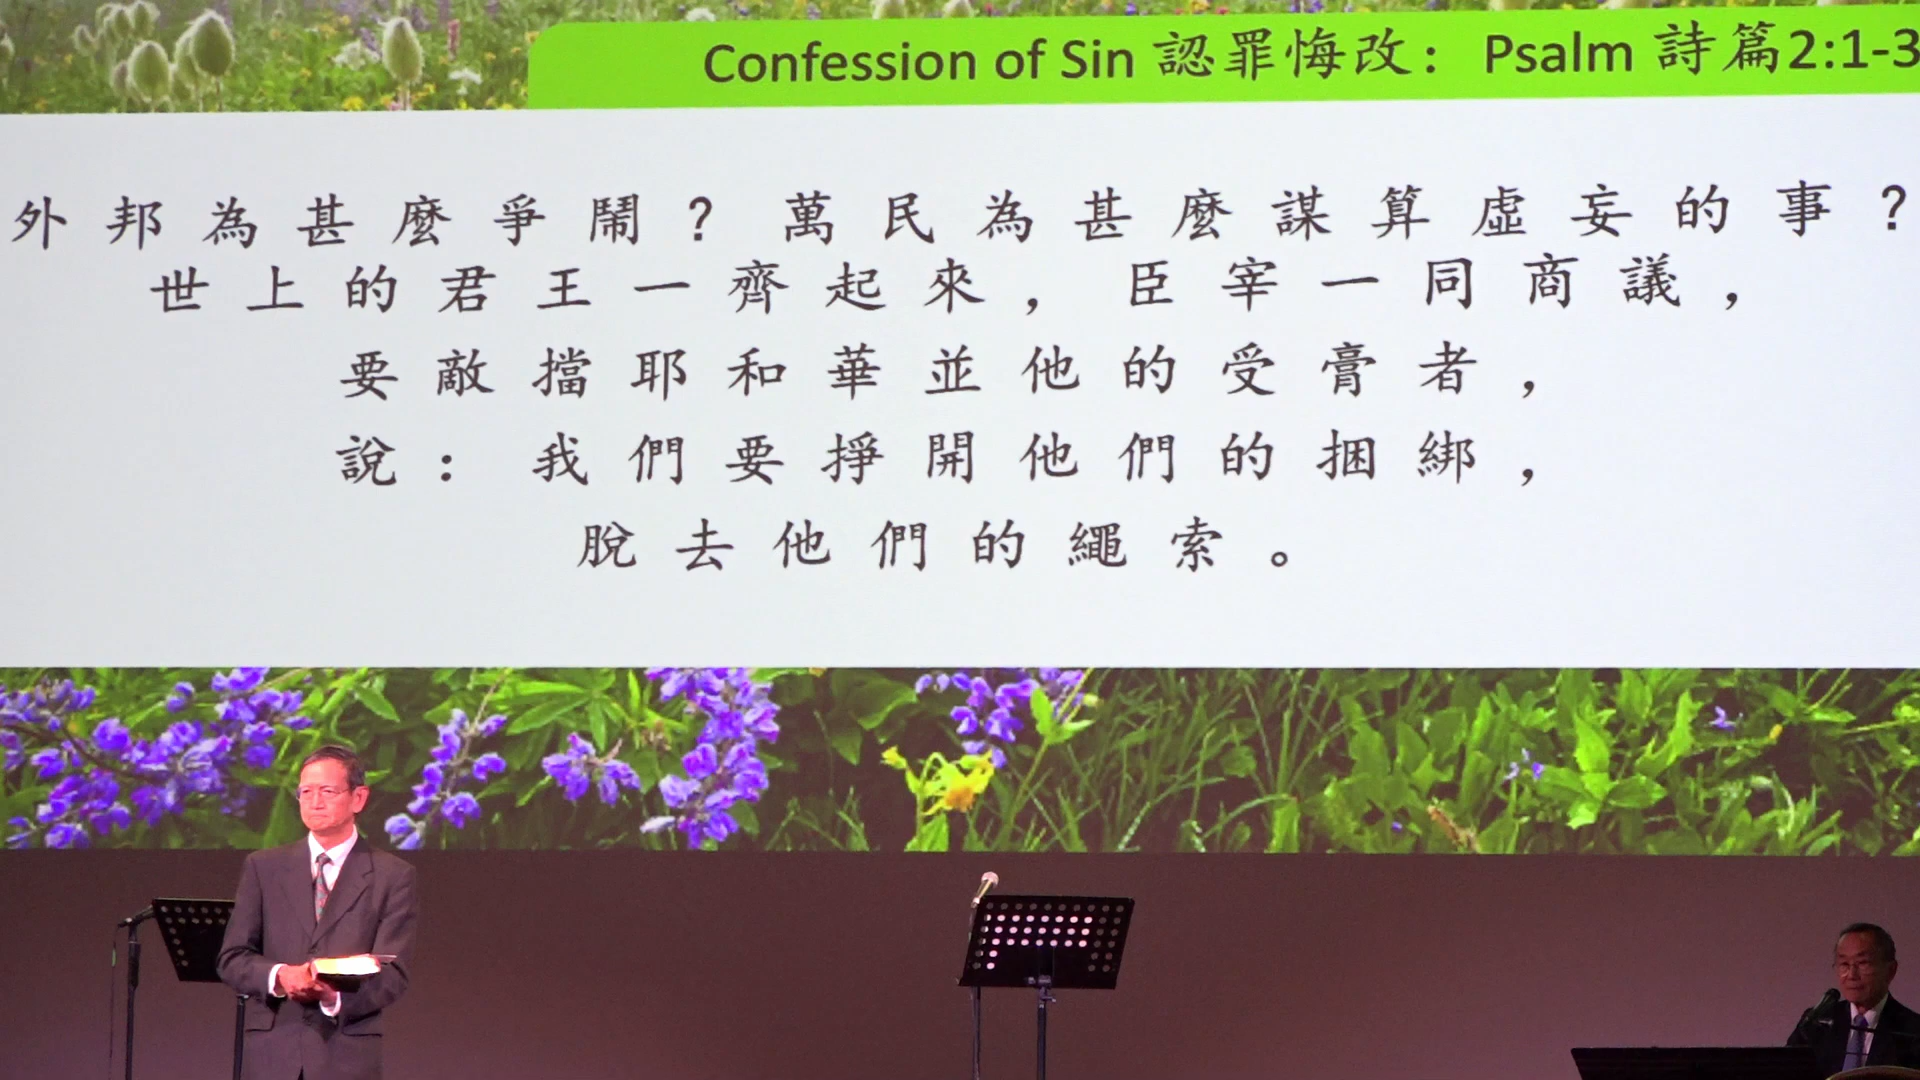 Confession of Sin 認罪悔改： Psalm 詩篇2:1-3
外邦為甚麼爭鬧？萬民為甚麼謀算虛妄的事？
世上的君王一齊起來，臣宰一同商議，
要敵擋耶和華並他的受膏者，
說：我們要掙開他們的捆綁，
脫去他們的繩索。